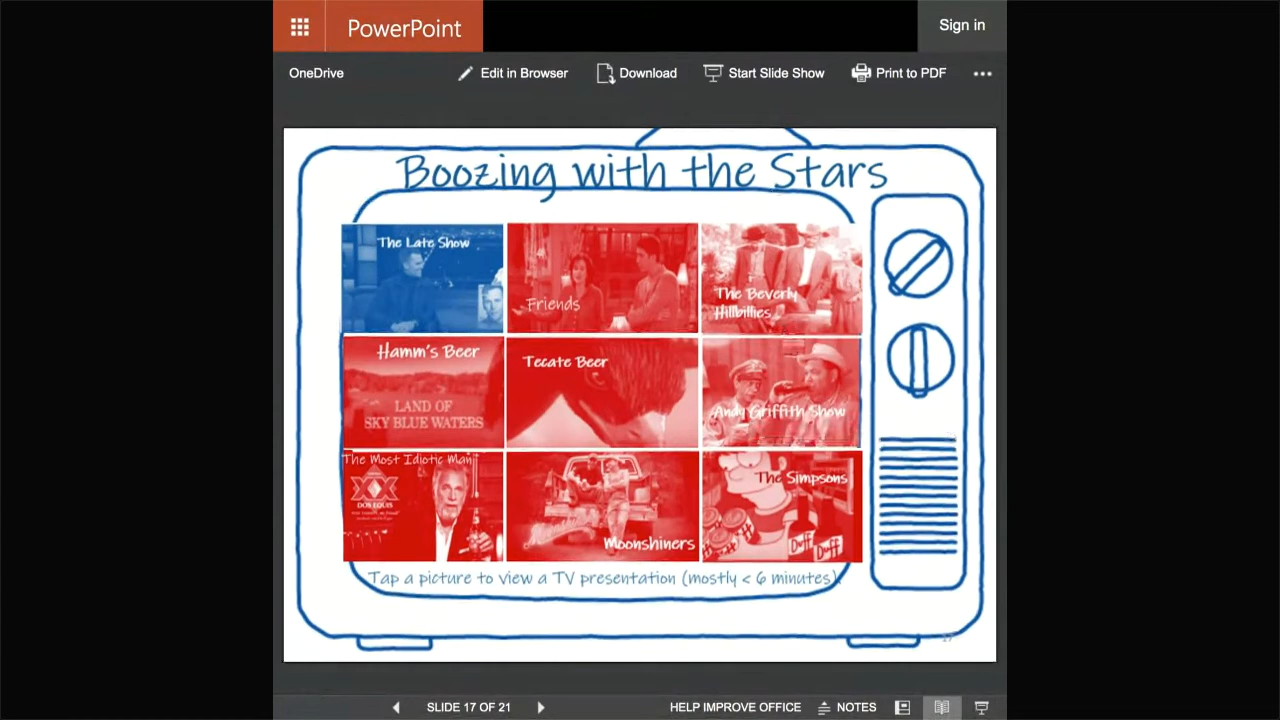 PowerPoint
Sign in
OneDrive
Edit in Browser
Download
Start Slide Show
Print to PDF
Boozing with the Stars
The Late Show
Friends
The Beverly
Hillbillies
Hamm's Beer
LAND OF
SKY BLUE WATERS
Tecate Beer
Andy Griffith Show
The Most Idiotic Man
XX
DOS EQUIS
Moonshiners
The Simpsons
Duff
Duff
Tap a picture to view a TV presentation (mostly < 6 minutes)
17
SLIDE 17 OF 21
HELP IMPROVE OFFICE
NOTES